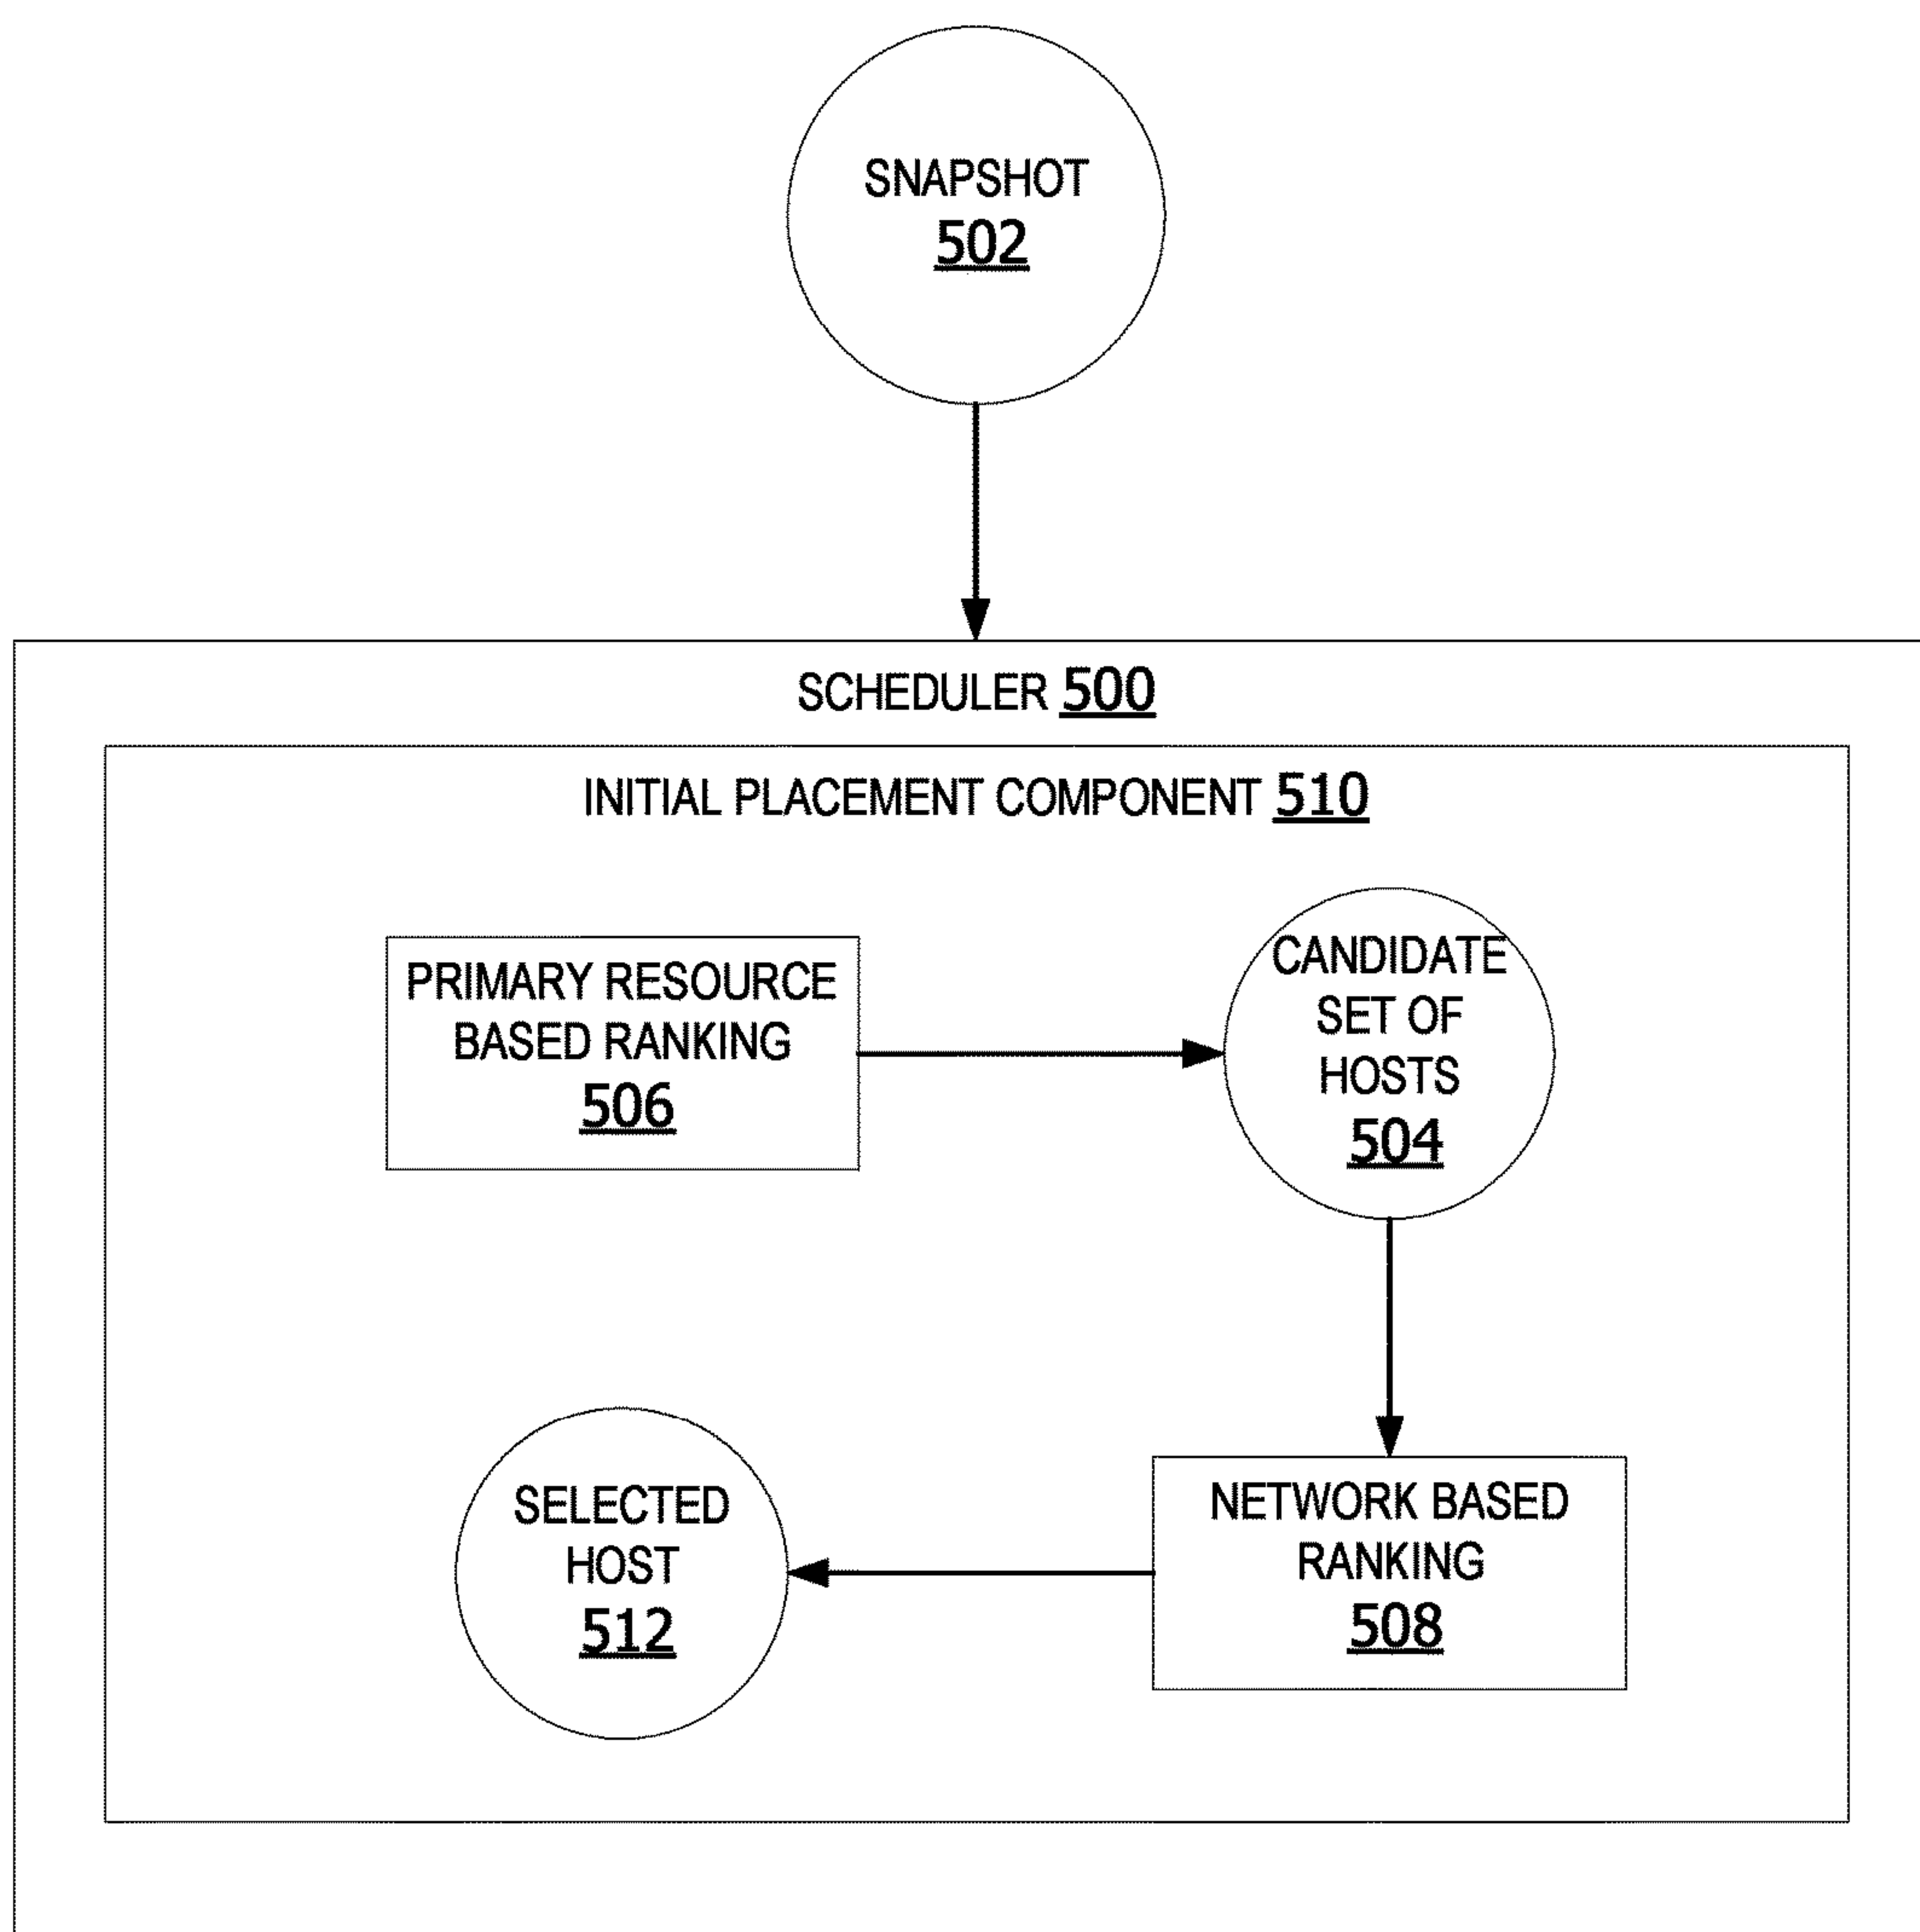 SNAPSHOT
502
SCHEDULER 500
INITIAL PLACEMENT COMPONENT 510
PRIMARY RESOURCE
BASED RANKING
506
CANDIDATE
SET OF
HOSTS
504
SELECTED
HOST
512
NETWORK BASED
RANKING
508